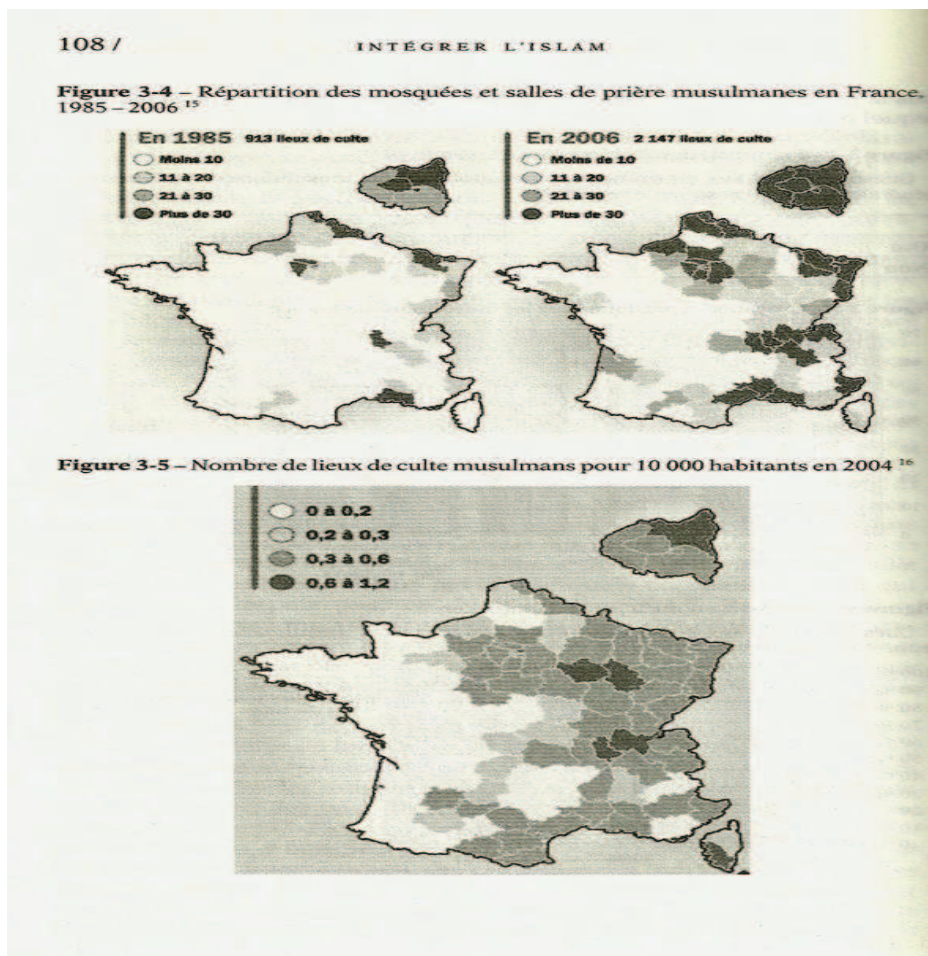 108 /
INTÉGRER L'ISLAM
Figure 3-4 – Répartition des mosquées et salles de prière musulmanes en France,
1985 – 2006 ¹⁵
En 1985 913 lieux de culte
Moins 10
11 à 20
21 à 30
Plus de 30
En 2006 2 147 lieux de culte
Moins de 10
11 à 20
21 à 30
Plus de 30
Figure 3-5 – Nombre de lieux de culte musulmans pour 10 000 habitants en 2004 ¹⁶
0 à 0,2
0,2 à 0,3
0,3 à 0,6
0,6 à 1,2